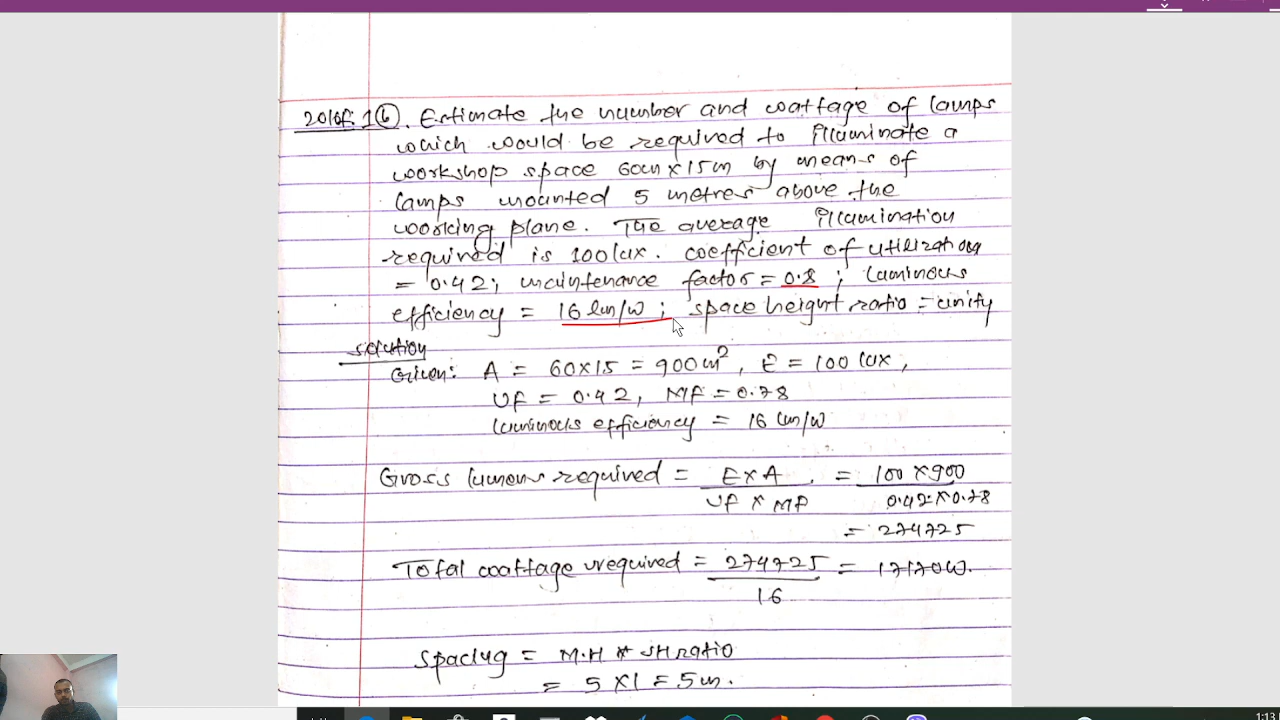 2016F. 1(b). Estimate the number and wattage of lamps
which would be required to illuminate a
workshop space 60m x 15m by means of
lamps mounted 5 metres above the
working plane. The average illumination
required is 100 lux. coefficient of utilization
= 0.42; maintenance factor = 0.8 ; luminous
efficiency = 16 lm/w ; space height ratio = unity
solution
Given: A = 60x15 = 900m², E = 100 lux,
UF = 0.42, MF = 0.78
luminous efficiency = 16 lm/w
Gross lumens required = E x A / UF x MF = 100 x 900 / 0.42 x 0.78
= 274725
Total wattage required = 274725 / 16 = 17170w.
spacing = M.H * SH ratio
= 5 x 1 = 5m.
1:13